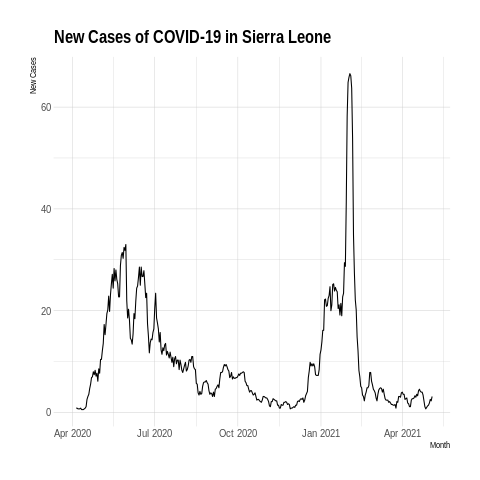 New Cases of COVID-19 in Sierra Leone
New Cases
60
40
20
0
Apr 2020 Jul 2020 Oct 2020 Jan 2021 Apr 2021
Month